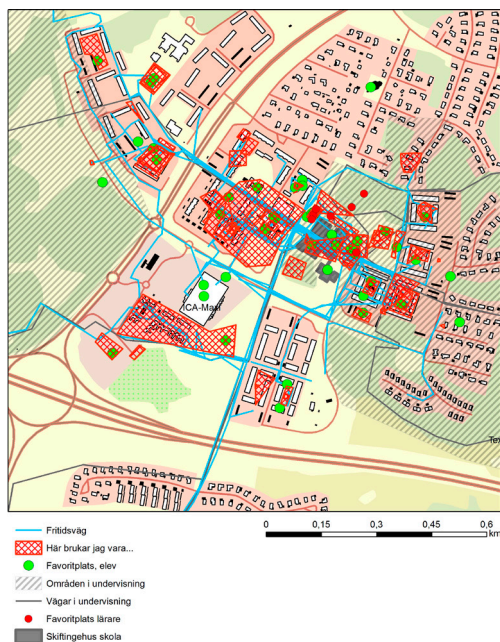 ICA-Maxi
Te
Fritidsväg
Här brukar jag vara...
Favoritplats, elev
Områden i undervisning
Vägar i undervisning
Favoritplats lärare
Skiftingehus skola
0 0,15 0,3 0,45 0,6
km